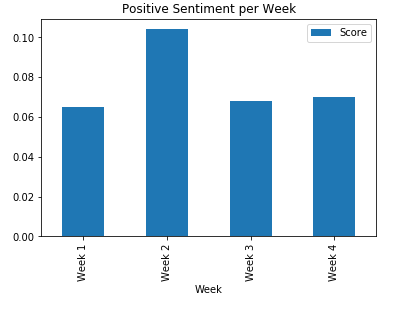 Positive Sentiment per Week
Score
0.10
0.08
0.06
0.04
0.02
0.00
Week 1
Week 2
Week 3
Week 4
Week